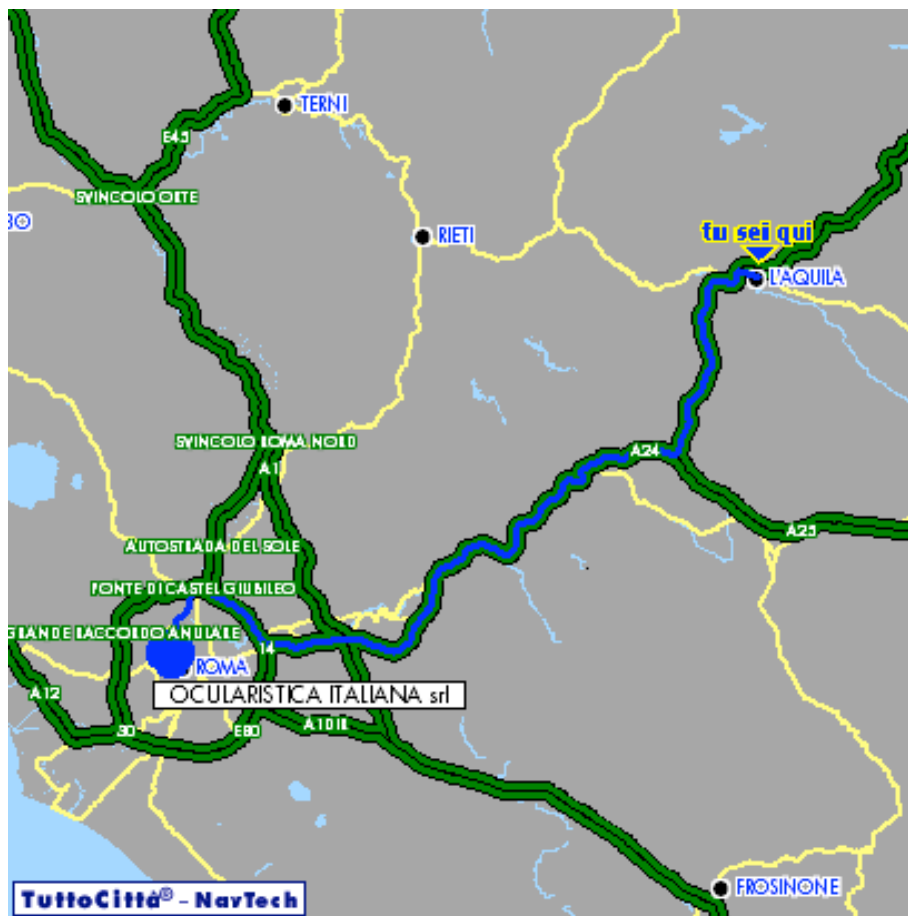 TERNI
E45
SVINCOLO ORTE
BO
RIETI
tu sei qui
L'AQUILA
SVINCOLO ROMA NORD
A24
A1
A25
AUTOSTRADA DEL SOLE
PONTE DI CASTEL GIUBILEO
GRANDE RACCORDO ANULARE
14
ROMA
A12
OCULARISTICA ITALIANA srl
90
E80
FROSINONE
TuttoCittà® - NavTech